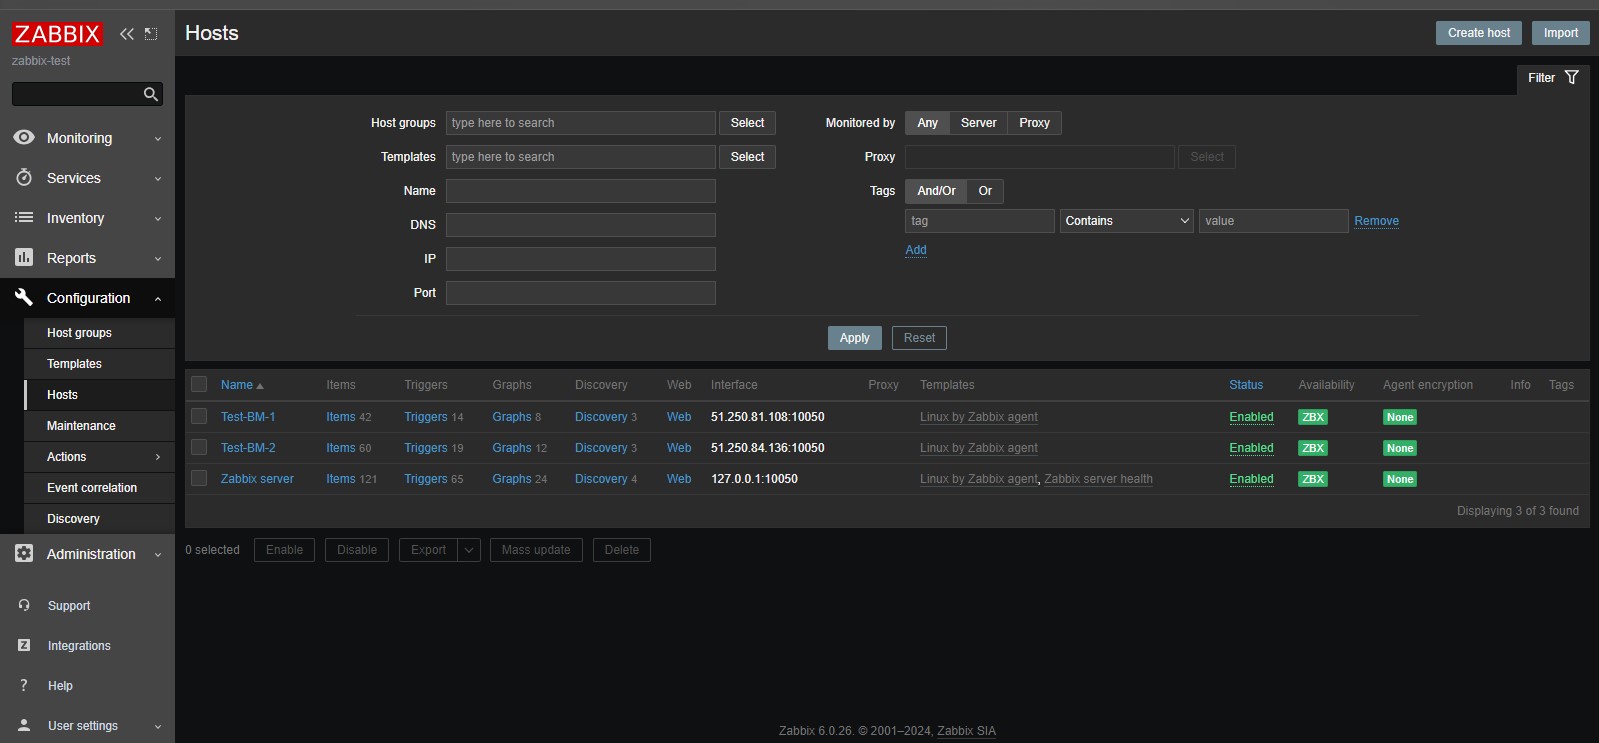 ZABBIX
zabbix-test
Monitoring
Services
Inventory
Reports
Configuration
Host groups
Templates
Hosts
Maintenance
Actions
Event correlation
Discovery
Administration
Support
Integrations
Help
User settings
Hosts
Create host Import
Filter
Host groups type here to search Select
Templates type here to search Select
Name
DNS
IP
Port
Monitored by Any Server Proxy
Proxy Select
Tags And/Or Or
tag Contains value Remove
Add
Apply Reset
Name Items Triggers Graphs Discovery Web Interface Proxy Templates Status Availability Agent encryption Info Tags
Test-BM-1 Items 42 Triggers 14 Graphs 8 Discovery 3 Web 51.250.81.108:10050 Linux by Zabbix agent Enabled ZBX None
Test-BM-2 Items 60 Triggers 19 Graphs 12 Discovery 3 Web 51.250.84.136:10050 Linux by Zabbix agent Enabled ZBX None
Zabbix server Items 121 Triggers 65 Graphs 24 Discovery 4 Web 127.0.0.1:10050 Linux by Zabbix agent, Zabbix server health Enabled ZBX None
Displaying 3 of 3 found
0 selected Enable Disable Export Mass update Delete
Zabbix 6.0.26. © 2001–2024, Zabbix SIA